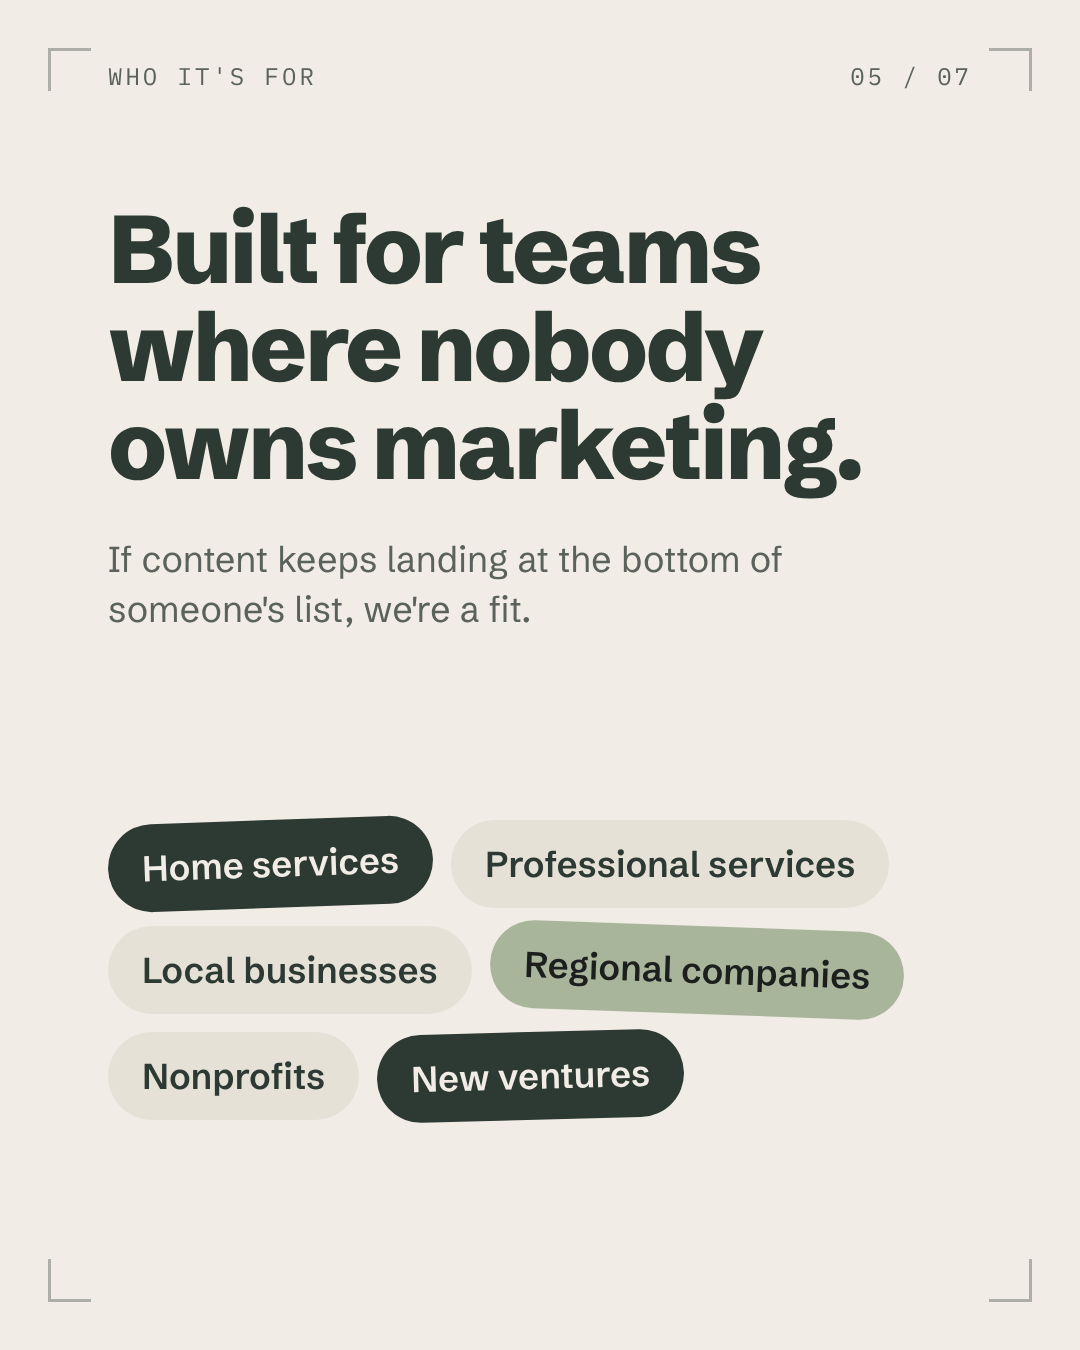 WHO IT'S FOR
05 / 07
Built for teams
where nobody
owns marketing.
If content keeps landing at the bottom of
someone's list, we're a fit.
Home services
Professional services
Local businesses
Regional companies
Nonprofits
New ventures